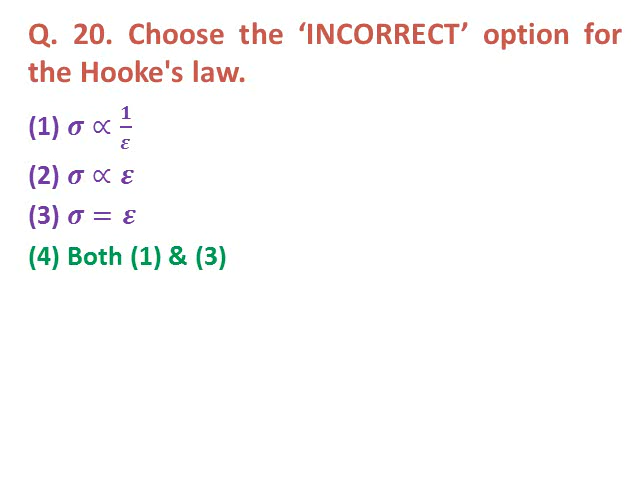 Q. 20. Choose the ‘INCORRECT’ option for
the Hooke's law.
(1) σ ∝ 1/ε
(2) σ ∝ ε
(3) σ = ε
(4) Both (1) & (3)